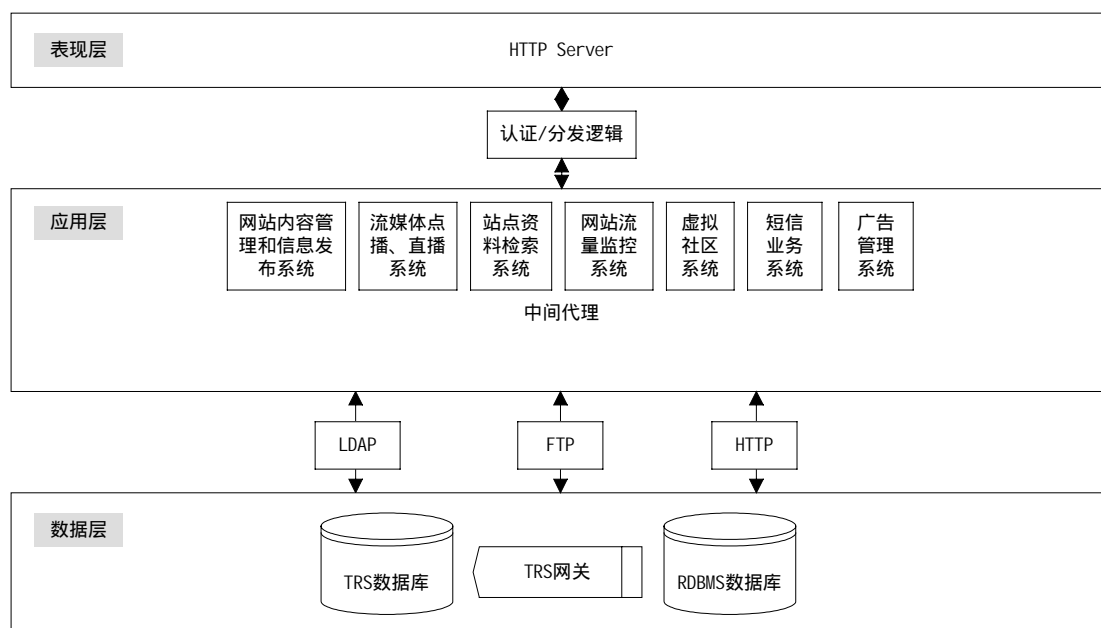 表现层
HTTP Server
认证/分发逻辑
应用层
网站内容管
理和信息发
布系统
流媒体点
播、直播
系统
站点资
料检索
系统
网站流
量监控
系统
虚拟
社区
系统
短信
业务
系统
广告
管理
系统
中间代理
LDAP
FTP
HTTP
数据层
TRS数据库
TRS网关
RDBMS数据库